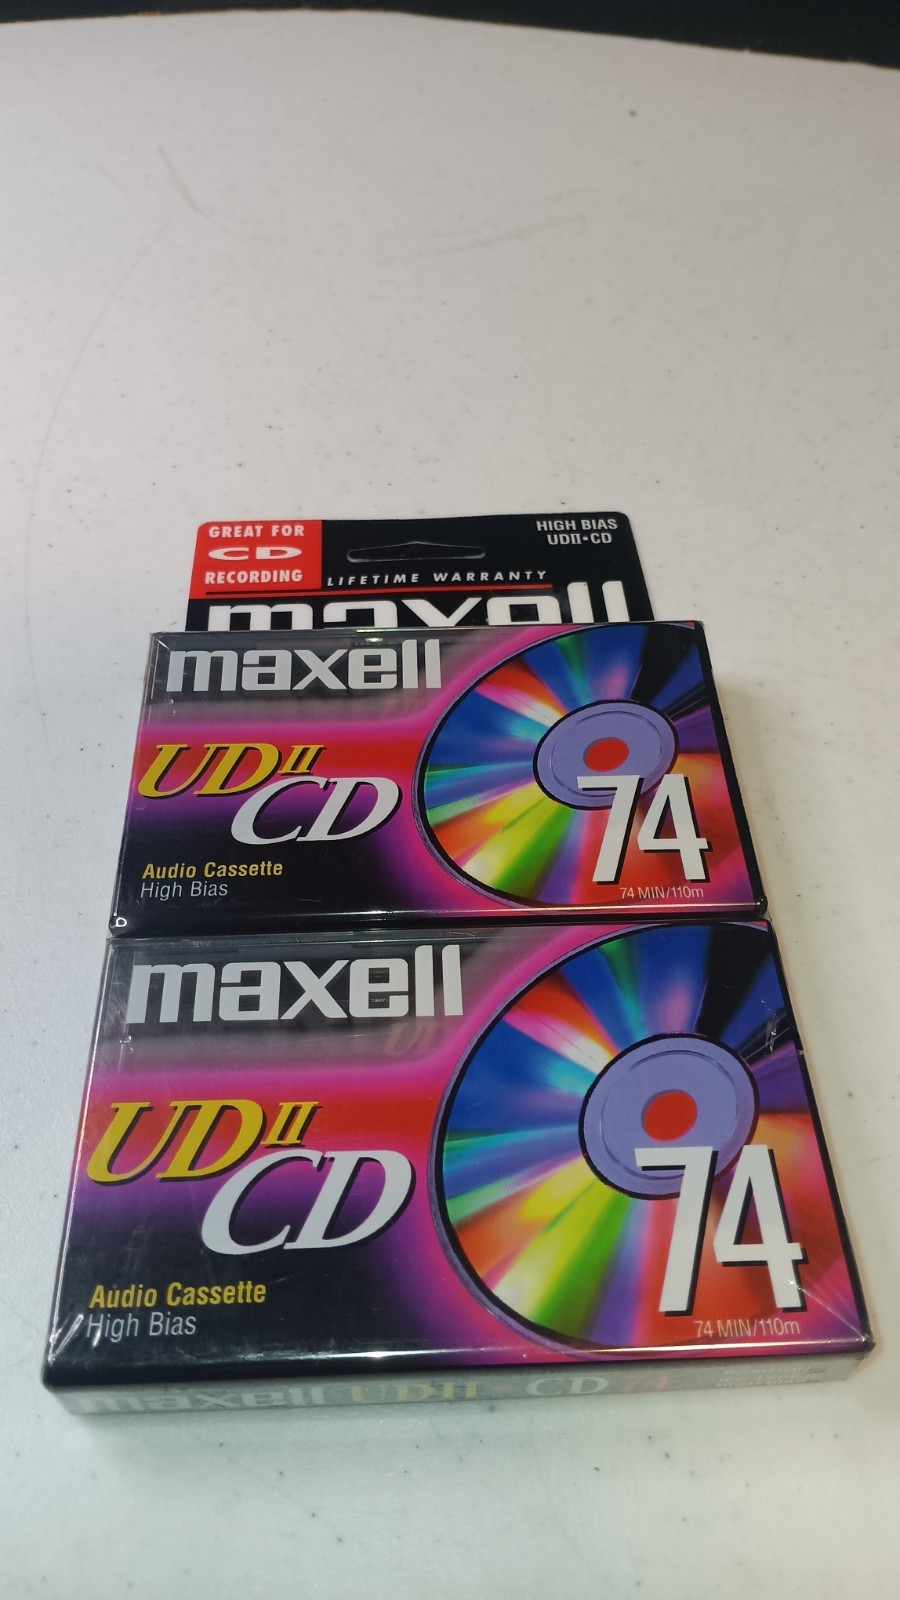 GREAT FOR
CD
RECORDING
LIFETIME WARRANTY
HIGH BIAS
UDII•CD
maxell
maxell
UDII
CD
74
Audio Cassette
High Bias
74 MIN/110m
maxell
UDII
CD
74
Audio Cassette
High Bias
74 MIN/110m
maxell UDII•CD 74